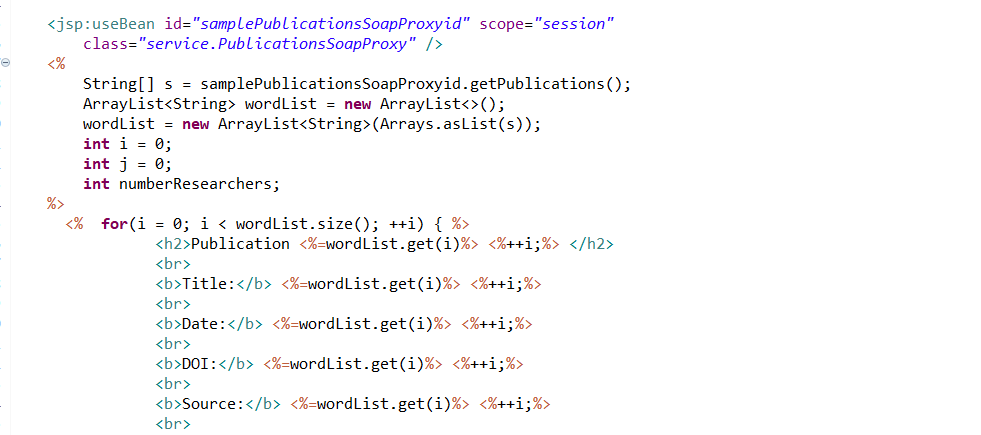 <jsp:useBean id="samplePublicationsSoapProxyid" scope="session"
    class="service.PublicationsSoapProxy" />
<%
    String[] s = samplePublicationsSoapProxyid.getPublications();
    ArrayList<String> wordList = new ArrayList<>();
    wordList = new ArrayList<String>(Arrays.asList(s));
    int i = 0;
    int j = 0;
    int numberResearchers;
%>
  <%  for(i = 0; i < wordList.size(); ++i) { %>
            <h2>Publication <%=wordList.get(i)%> <%++i;%> </h2>
            <br>
            <b>Title:</b> <%=wordList.get(i)%> <%++i;%>
            <br>
            <b>Date:</b> <%=wordList.get(i)%> <%++i;%>
            <br>
            <b>DOI:</b> <%=wordList.get(i)%> <%++i;%>
            <br>
            <b>Source:</b> <%=wordList.get(i)%> <%++i;%>
            <br>